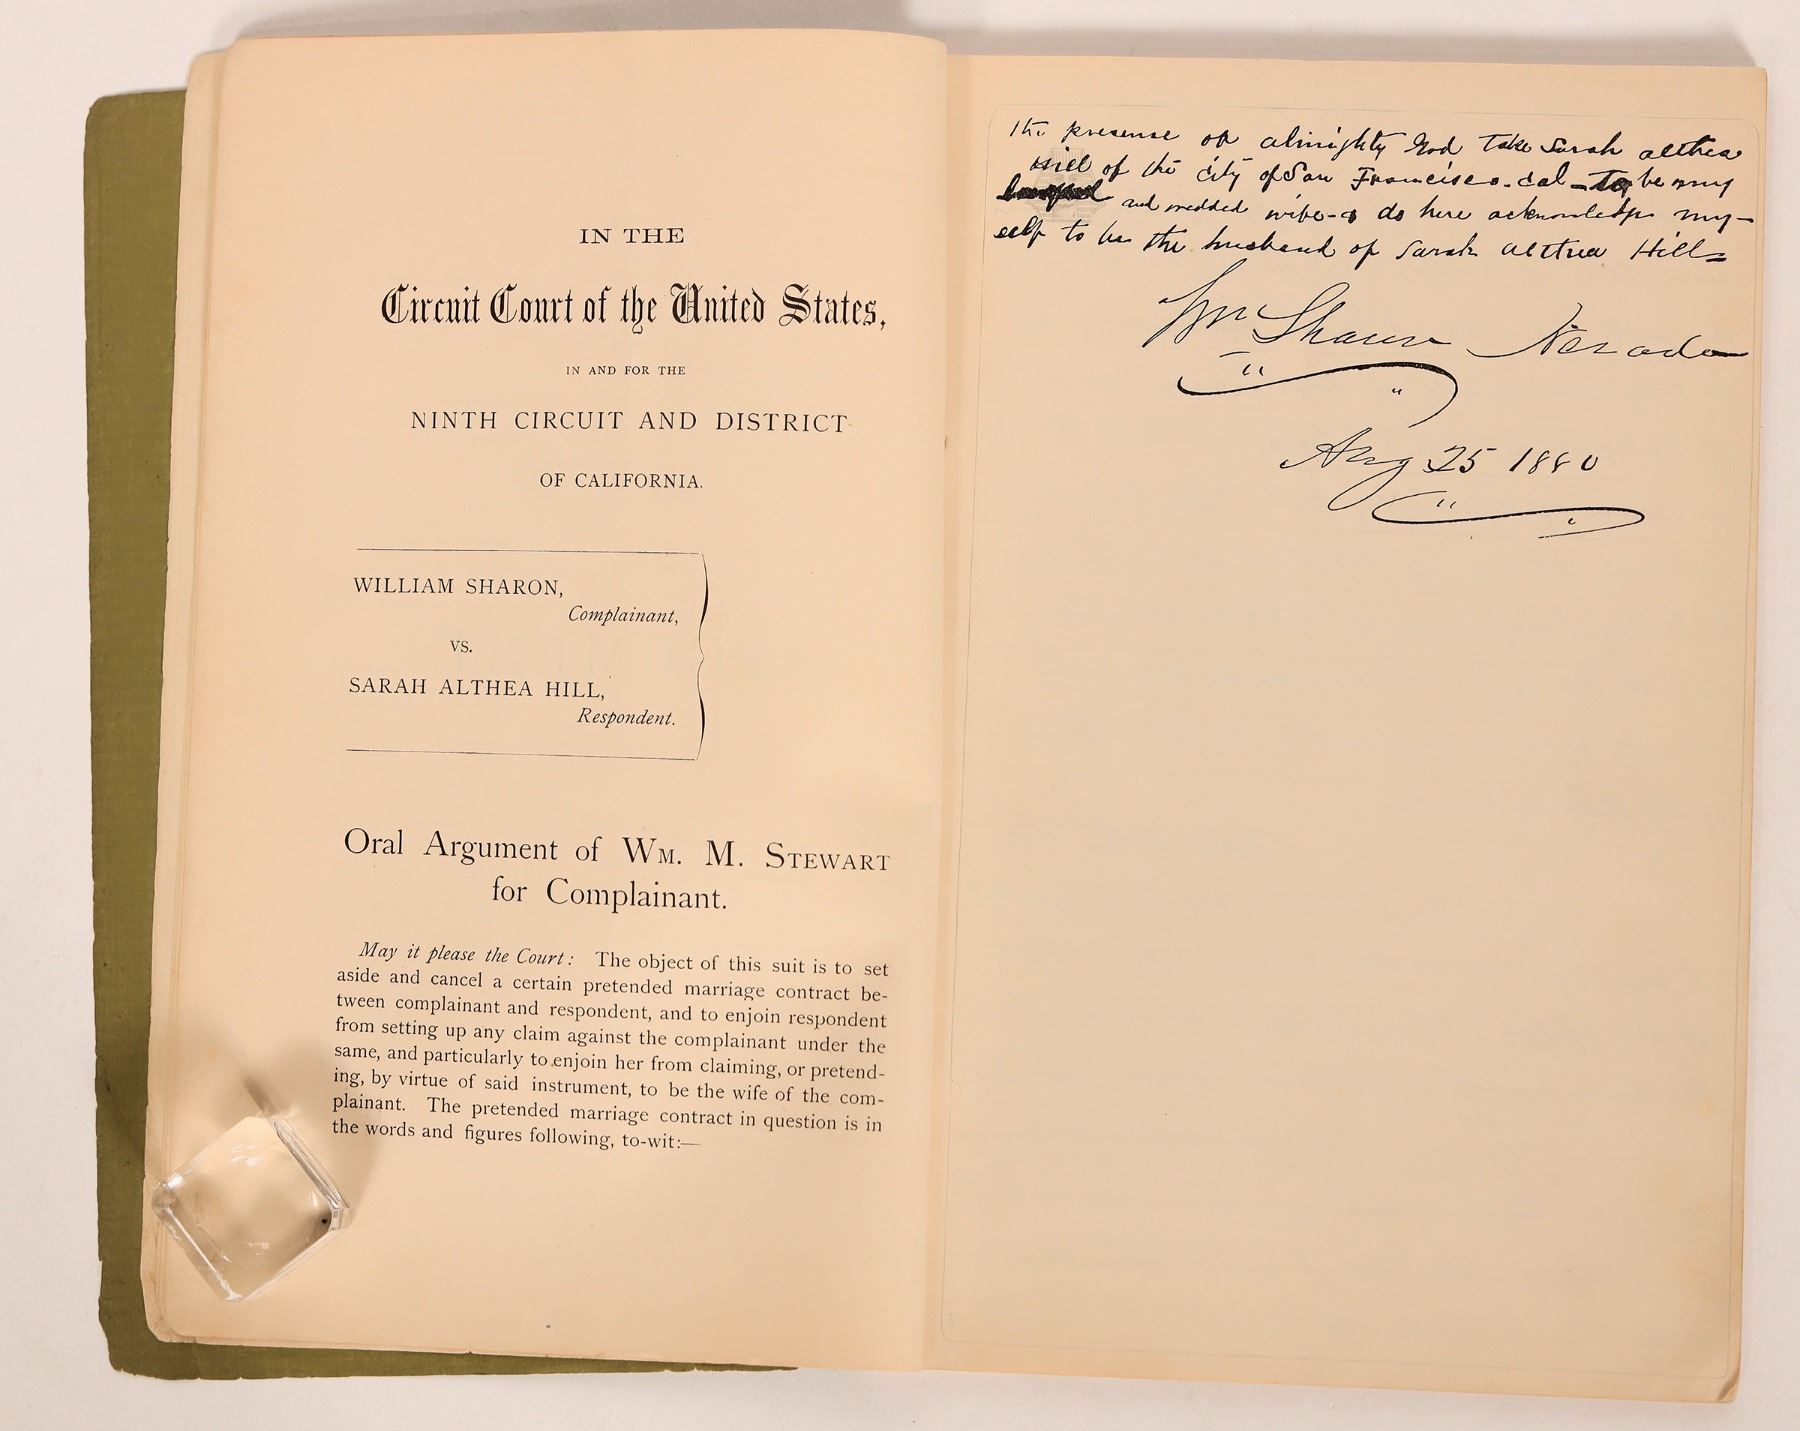 IN THE
Circuit Court of the United States,
IN AND FOR THE
NINTH CIRCUIT AND DISTRICT
OF CALIFORNIA.
WILLIAM SHARON,
Complainant,
VS.
SARAH ALTHEA HILL,
Respondent.
Oral Argument of WM. M. STEWART
for Complainant.
May it please the Court: The object of this suit is to set
aside and cancel a certain pretended marriage contract be-
tween complainant and respondent, and to enjoin respondent
from setting up any claim against the complainant under the
same, and particularly to enjoin her from claiming, or pretend-
ing, by virtue of said instrument, to be the wife of the com-
plainant. The pretended marriage contract in question is in
the words and figures following, to-wit:—
the presense of almighty God take Sarah althea
Hill of the city of San Francisco. Cal - to be my
and wedded wife - & do here acknowledge my-
self to be the husband of Sarah Althea Hill
Wm Sharon Nevada
Aug 25 1880